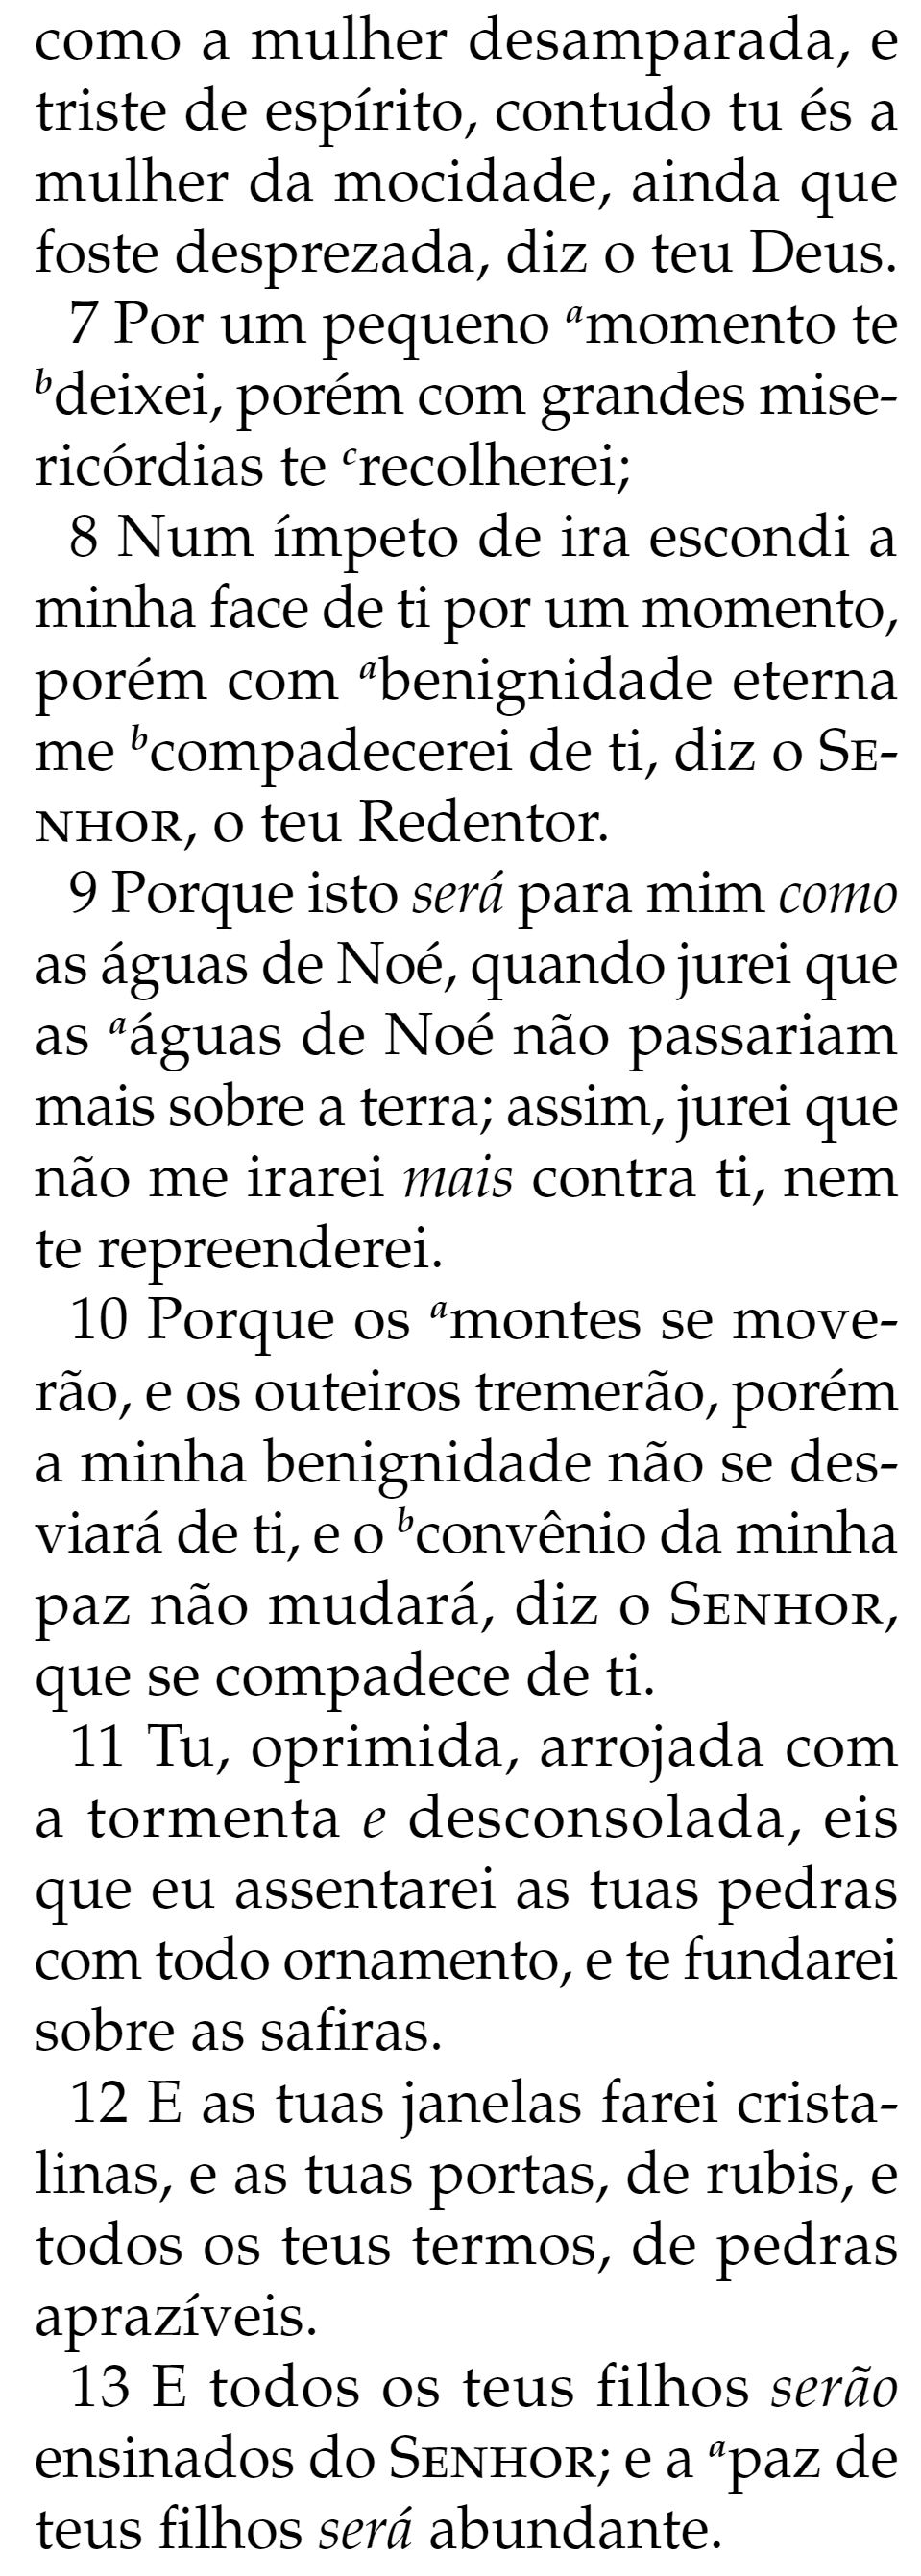 como a mulher desamparada, e
triste de espírito, contudo tu és a
mulher da mocidade, ainda que
foste desprezada, diz o teu Deus.
7 Por um pequeno ᵃmomento te
ᵇdeixei, porém com grandes mise-
ricórdias te ᶜrecolherei;
8 Num ímpeto de ira escondi a
minha face de ti por um momento,
porém com ᵃbenignidade eterna
me ᵇcompadecerei de ti, diz o SE-
NHOR, o teu Redentor.
9 Porque isto será para mim como
as águas de Noé, quando jurei que
as ᵃáguas de Noé não passariam
mais sobre a terra; assim, jurei que
não me irarei mais contra ti, nem
te repreenderei.
10 Porque os ᵃmontes se move-
rão, e os outeiros tremerão, porém
a minha benignidade não se des-
viará de ti, e o ᵇconvênio da minha
paz não mudará, diz o SENHOR,
que se compadece de ti.
11 Tu, oprimida, arrojada com
a tormenta e desconsolada, eis
que eu assentarei as tuas pedras
com todo ornamento, e te fundarei
sobre as safiras.
12 E as tuas janelas farei crista-
linas, e as tuas portas, de rubis, e
todos os teus termos, de pedras
aprazíveis.
13 E todos os teus filhos serão
ensinados do SENHOR; e a ᵃpaz de
teus filhos será abundante.